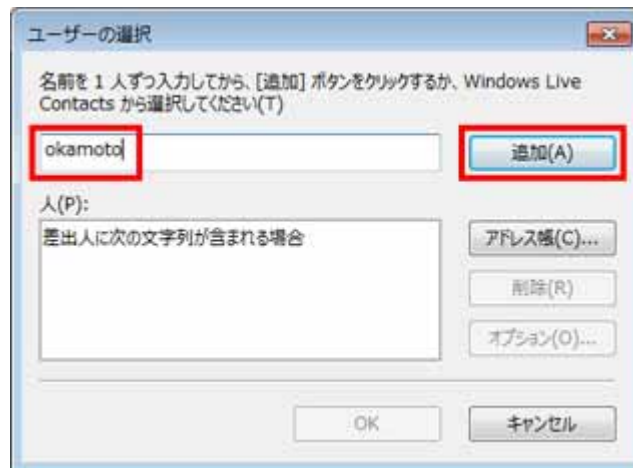 ユーザーの選択
名前を 1 人ずつ入力してから、[追加] ボタンをクリックするか、Windows Live
Contacts から選択してください(T)
okamoto
追加(A)
人(P):
差出人に次の文字列が含まれる場合
アドレス帳(C)...
削除(R)
オプション(O)...
OK
キャンセル